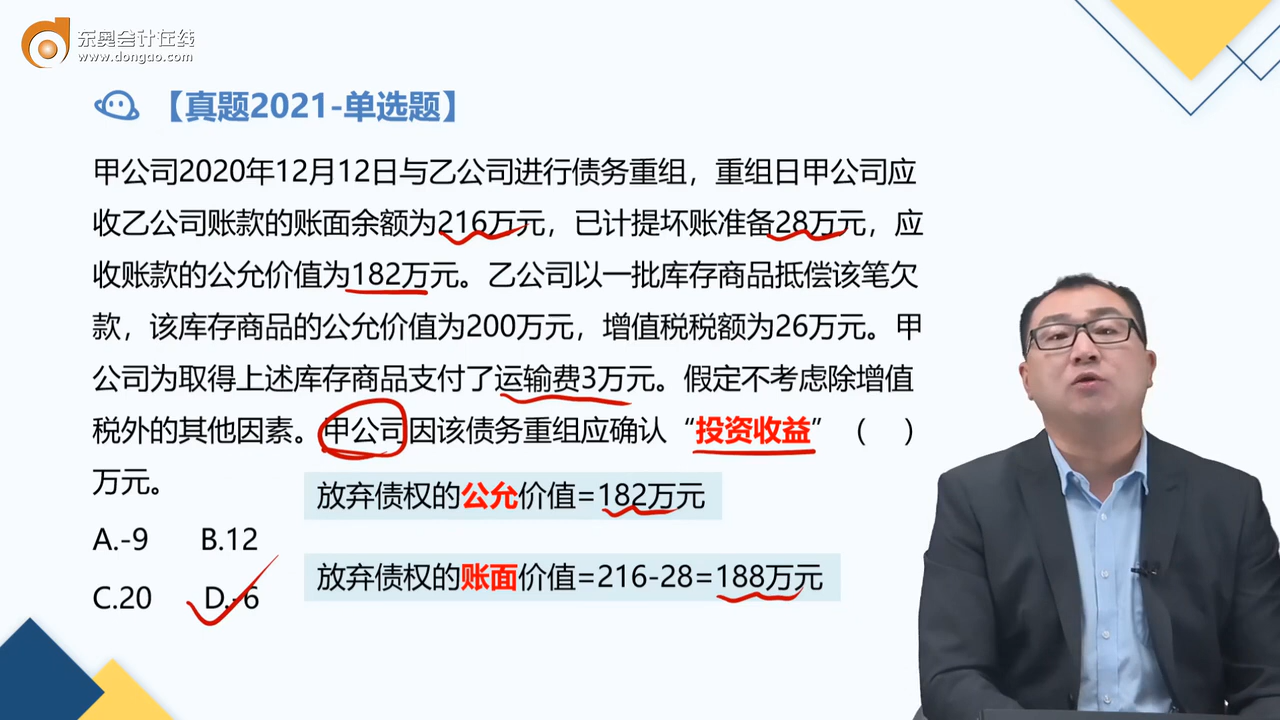 东奥会计在线
www.dongao.com
【真题2021-单选题】
甲公司2020年12月12日与乙公司进行债务重组，重组日甲公司应
收乙公司账款的账面余额为216万元，已计提坏账准备28万元，应
收账款的公允价值为182万元。乙公司以一批库存商品抵偿该笔欠
款，该库存商品的公允价值为200万元，增值税税额为26万元。甲
公司为取得上述库存商品支付了运输费3万元。假定不考虑除增值
税外的其他因素。甲公司因该债务重组应确认“投资收益”（ ）
万元。
放弃债权的公允价值=182万元
A.-9 B.12
放弃债权的账面价值=216-28=188万元
C.20 D.-6